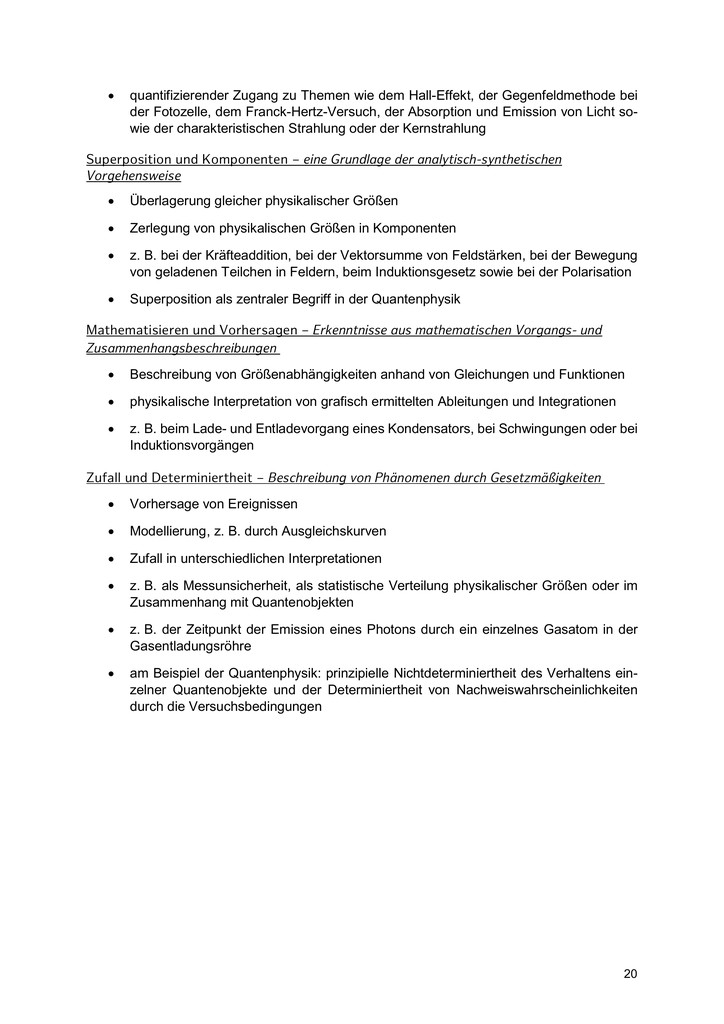 • quantifizierender Zugang zu Themen wie dem Hall-Effekt, der Gegenfeldmethode bei
der Fotozelle, dem Franck-Hertz-Versuch, der Absorption und Emission von Licht so-
wie der charakteristischen Strahlung oder der Kernstrahlung
Superposition und Komponenten – eine Grundlage der analytisch-synthetischen
Vorgehensweise
• Überlagerung gleicher physikalischer Größen
• Zerlegung von physikalischen Größen in Komponenten
• z. B. bei der Kräfteaddition, bei der Vektorsumme von Feldstärken, bei der Bewegung
von geladenen Teilchen in Feldern, beim Induktionsgesetz sowie bei der Polarisation
• Superposition als zentraler Begriff in der Quantenphysik
Mathematisieren und Vorhersagen – Erkenntnisse aus mathematischen Vorgangs- und
Zusammenhangsbeschreibungen
• Beschreibung von Größenabhängigkeiten anhand von Gleichungen und Funktionen
• physikalische Interpretation von grafisch ermittelten Ableitungen und Integrationen
• z. B. beim Lade- und Entladevorgang eines Kondensators, bei Schwingungen oder bei
Induktionsvorgängen
Zufall und Determiniertheit – Beschreibung von Phänomenen durch Gesetzmäßigkeiten
• Vorhersage von Ereignissen
• Modellierung, z. B. durch Ausgleichskurven
• Zufall in unterschiedlichen Interpretationen
• z. B. als Messunsicherheit, als statistische Verteilung physikalischer Größen oder im
Zusammenhang mit Quantenobjekten
• z. B. der Zeitpunkt der Emission eines Photons durch ein einzelnes Gasatom in der
Gasentladungsröhre
• am Beispiel der Quantenphysik: prinzipielle Nichtdeterminiertheit des Verhaltens ein-
zelner Quantenobjekte und der Determiniertheit von Nachweiswahrscheinlichkeiten
durch die Versuchsbedingungen
20